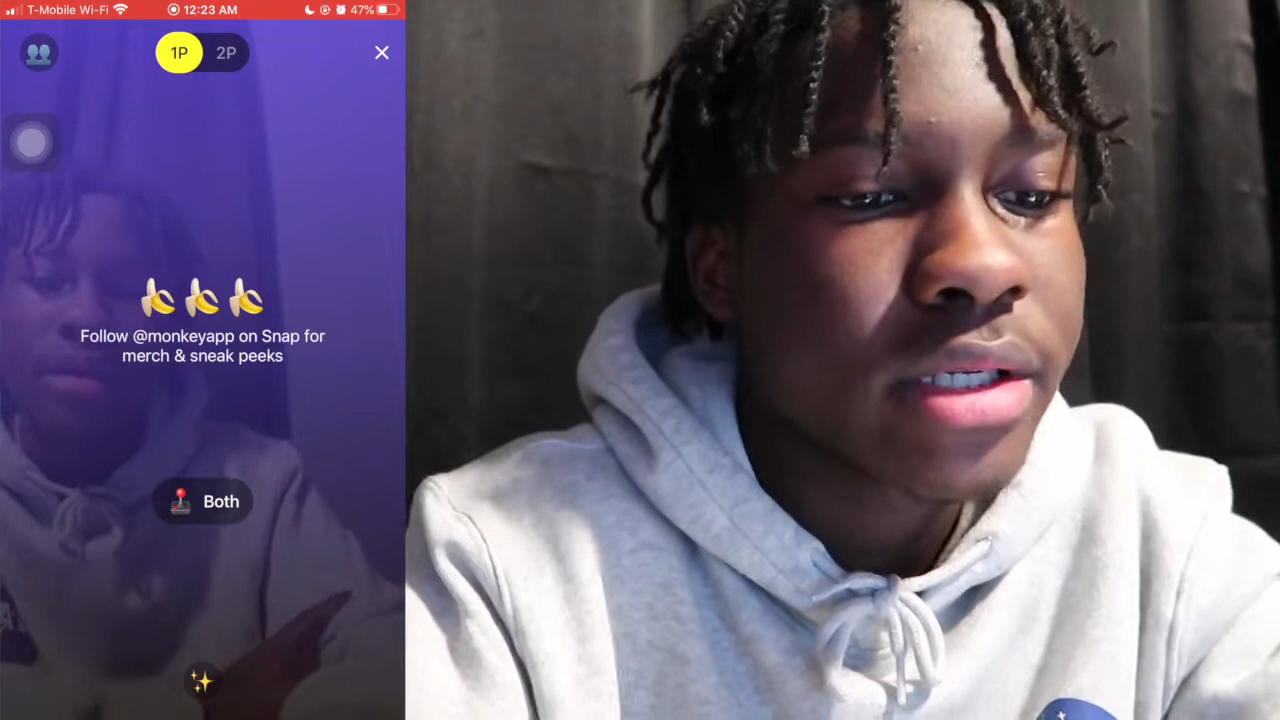 T-Mobile Wi-Fi 12:23 AM 47%
1P 2P
Follow @monkeyapp on Snap for
merch & sneak peeks
Both